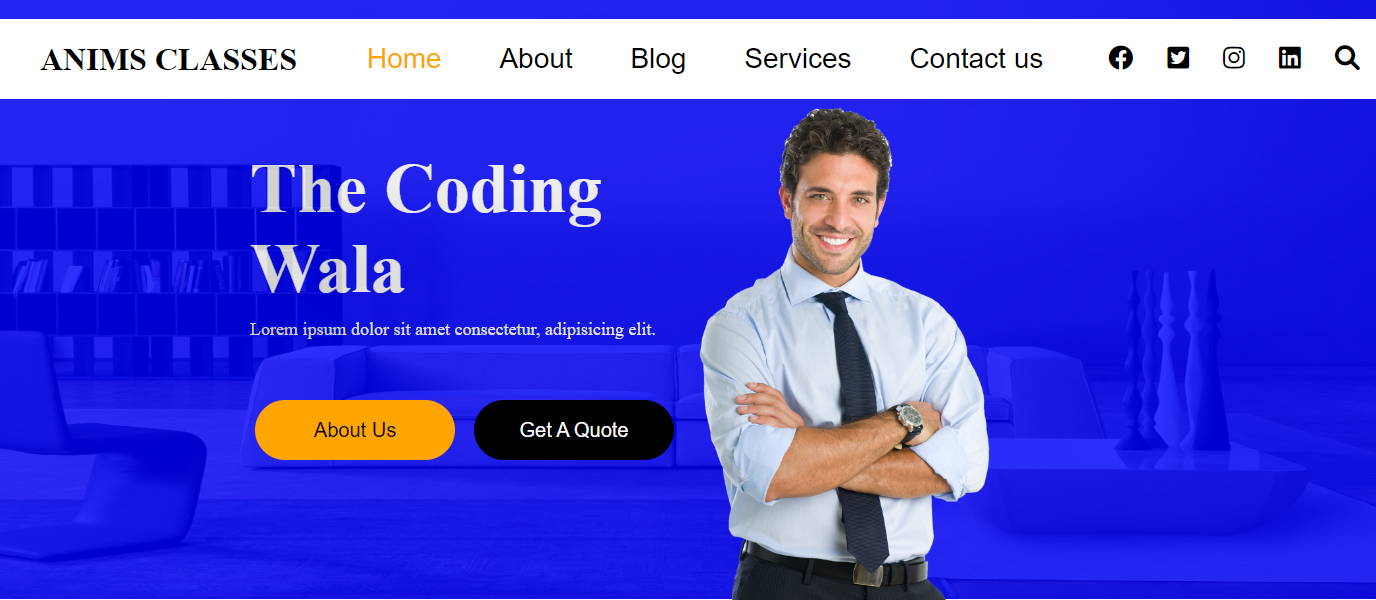 ANIMS CLASSES Home About Blog Services Contact us
The Coding
Wala
Lorem ipsum dolor sit amet consectetur, adipisicing elit.
About Us Get A Quote